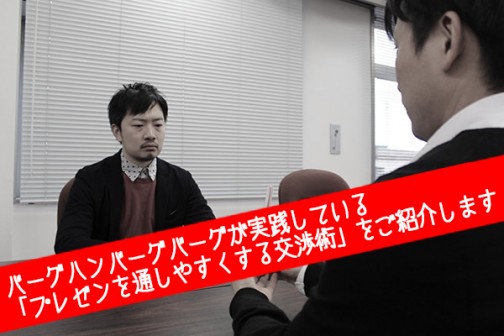 バーグハンバーグバーグが実践している
「プレゼンを通しやすくする交渉術」をご紹介します